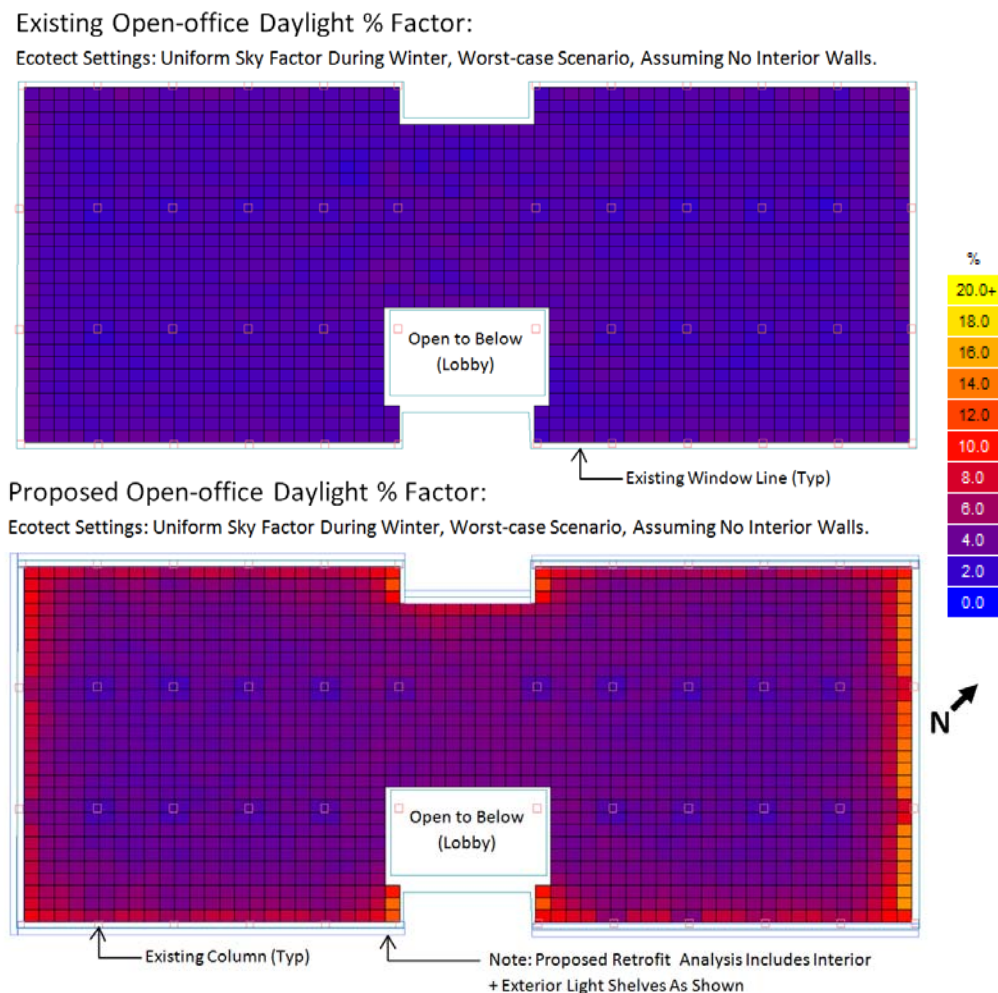 Existing Open-office Daylight % Factor:
Ecotect Settings: Uniform Sky Factor During Winter, Worst-case Scenario, Assuming No Interior Walls.
Open to Below
(Lobby)
Existing Window Line (Typ)
%
20.0+
18.0
16.0
14.0
12.0
10.0
8.0
6.0
4.0
2.0
0.0
Proposed Open-office Daylight % Factor:
Ecotect Settings: Uniform Sky Factor During Winter, Worst-case Scenario, Assuming No Interior Walls.
N
Open to Below
(Lobby)
Existing Column (Typ)
Note: Proposed Retrofit Analysis Includes Interior
+ Exterior Light Shelves As Shown